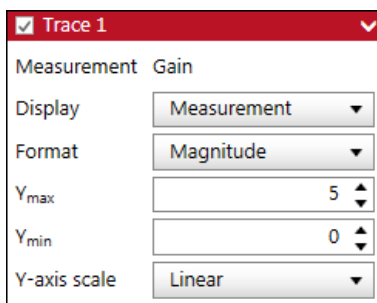 Trace 1
Measurement Gain
Display Measurement
Format Magnitude
Ymax 5
Ymin 0
Y-axis scale Linear